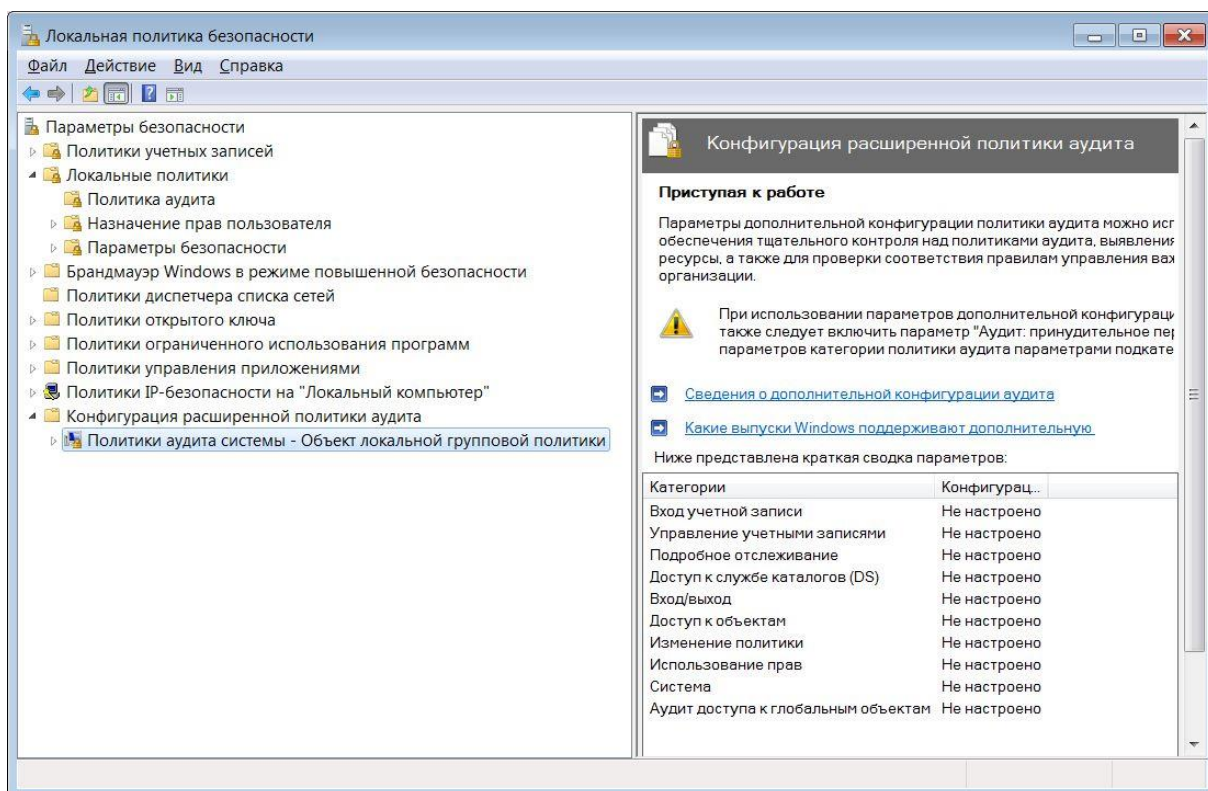 Локальная политика безопасности
Файл Действие Вид Справка
Параметры безопасности
Политики учетных записей
Локальные политики
Политика аудита
Назначение прав пользователя
Параметры безопасности
Брандмауэр Windows в режиме повышенной безопасности
Политики диспетчера списка сетей
Политики открытого ключа
Политики ограниченного использования программ
Политики управления приложениями
Политики IP-безопасности на "Локальный компьютер"
Конфигурация расширенной политики аудита
Политики аудита системы - Объект локальной групповой политики
Конфигурация расширенной политики аудита
Приступая к работе
Параметры дополнительной конфигурации политики аудита можно исг
обеспечения тщательного контроля над политиками аудита, выявления
ресурсы, а также для проверки соответствия правилам управления важ
организации.
При использовании параметров дополнительной конфигураци
также следует включить параметр "Аудит: принудительное пер
параметров категории политики аудита параметрами подкате
Сведения о дополнительной конфигурации аудита
Какие выпуски Windows поддерживают дополнительную
Ниже представлена краткая сводка параметров:
Категории Конфигурац...
Вход учетной записи Не настроено
Управление учетными записями Не настроено
Подробное отслеживание Не настроено
Доступ к службе каталогов (DS) Не настроено
Вход/выход Не настроено
Доступ к объектам Не настроено
Изменение политики Не настроено
Использование прав Не настроено
Система Не настроено
Аудит доступа к глобальным объектам Не настроено